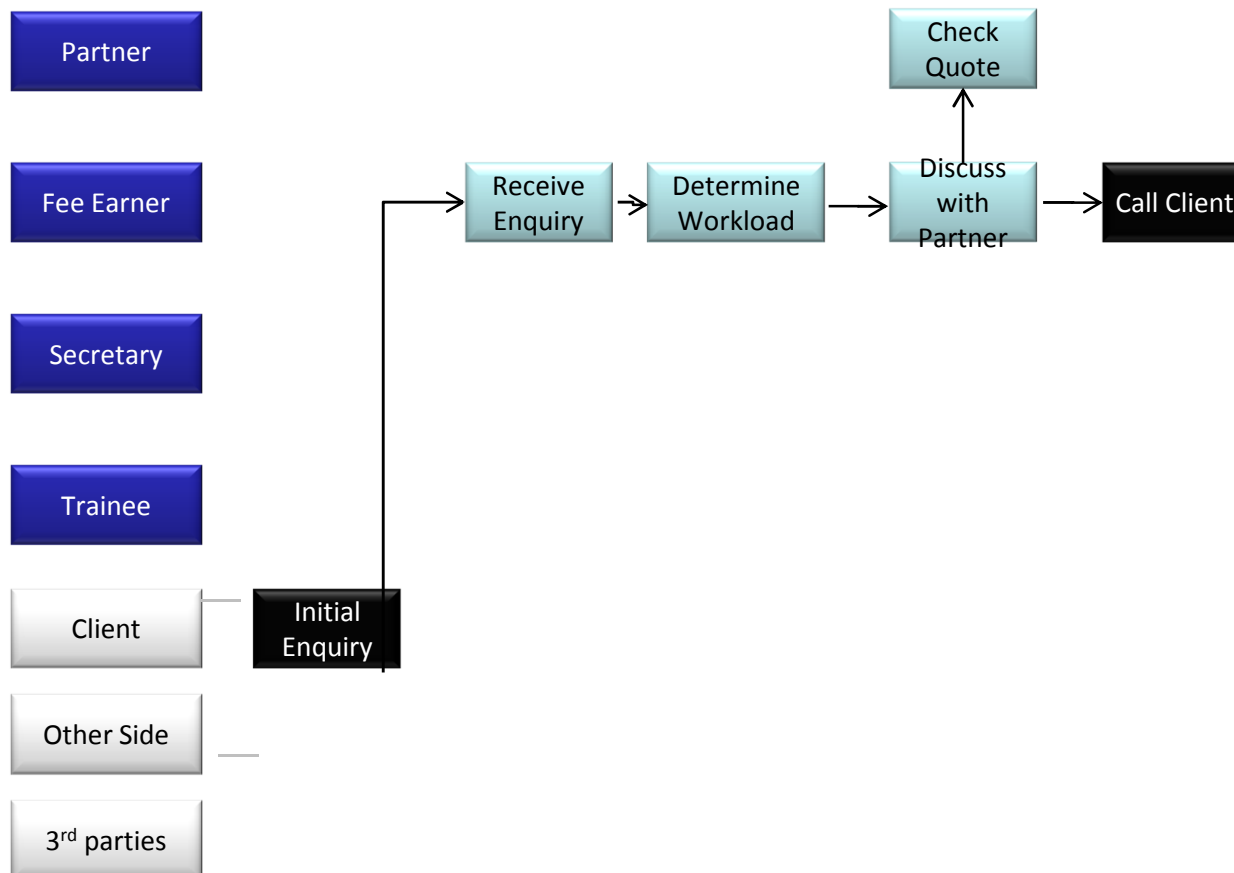 Partner
Check
Quote
Fee Earner
Receive
Enquiry
Determine
Workload
Discuss
with
Partner
Call Client
Secretary
Trainee
Client
Initial
Enquiry
Other Side
3rd parties